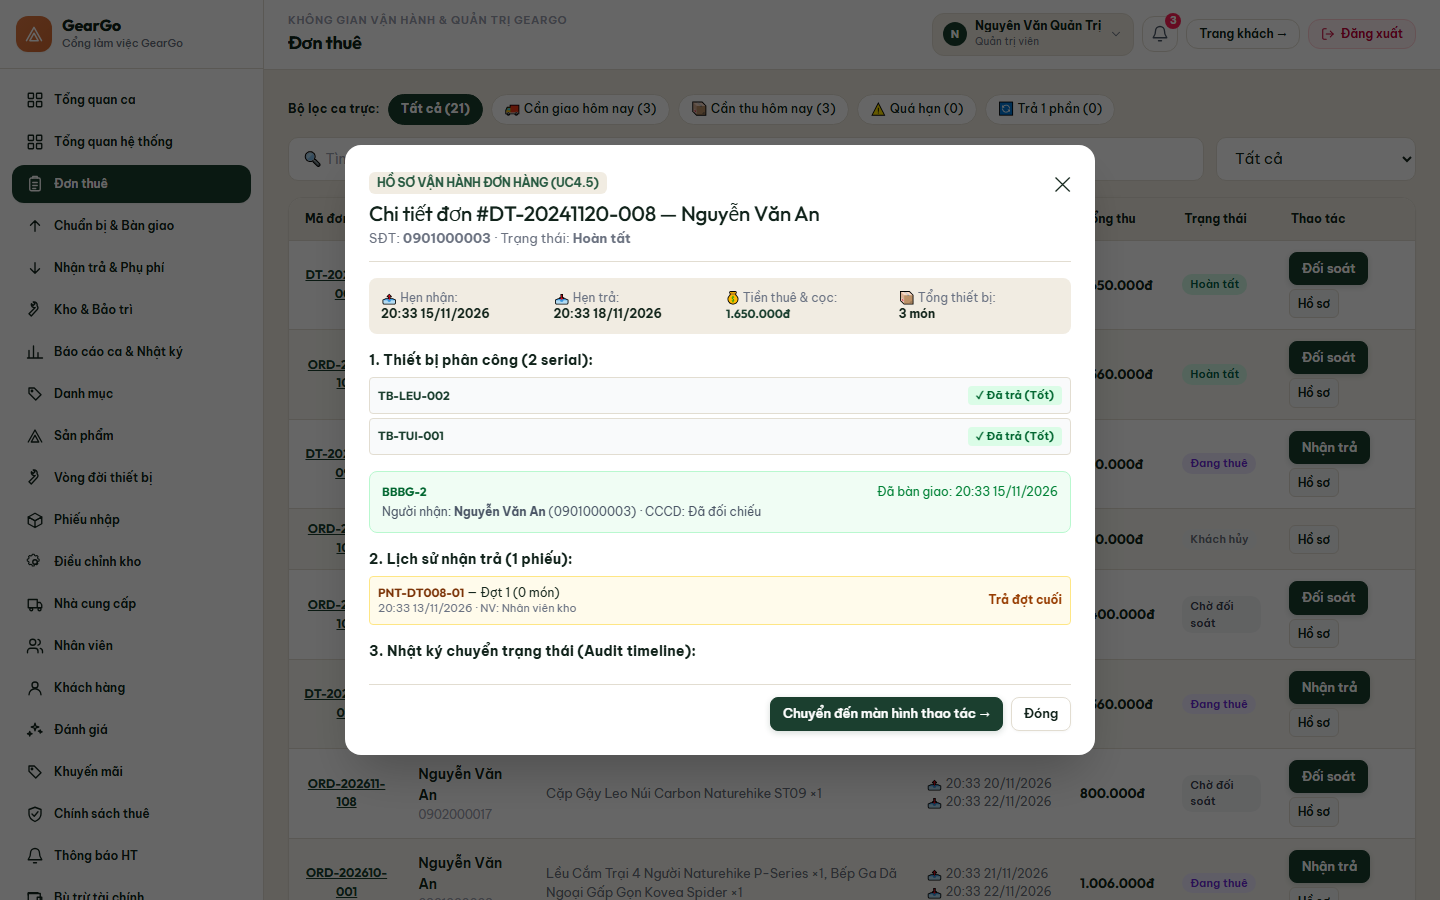 GearGo
Cổng làm việc GearGo
KHÔNG GIAN VẬN HÀNH & QUẢN TRỊ GEARGO
Đơn thuê
N
Nguyễn Văn Quản Trị
Quản trị viên
3
Trang khách →
Đăng xuất
Tổng quan ca
Tổng quan hệ thống
Đơn thuê
Chuẩn bị & Bàn giao
Nhận trả & Phụ phí
Kho & Bảo trì
Báo cáo ca & Nhật ký
Danh mục
Sản phẩm
Vòng đời thiết bị
Phiếu nhập
Điều chỉnh kho
Nhà cung cấp
Nhân viên
Khách hàng
Đánh giá
Khuyến mãi
Chính sách thuê
Thông báo HT
Bù trừ tài chính
Bộ lọc ca trực:
Tất cả (21)
Cần giao hôm nay (3)
Cần thu hôm nay (3)
Quá hạn (0)
Trả 1 phần (0)
Tất cả
Trạng thái
Thao tác
Hoàn tất
Đối soát
Hồ sơ
Hoàn tất
Đối soát
Hồ sơ
Đang thuê
Nhận trả
Hồ sơ
Khách hủy
Hồ sơ
Chờ đối soát
Đối soát
Hồ sơ
Đang thuê
Nhận trả
Hồ sơ
HỒ SƠ VẬN HÀNH ĐƠN HÀNG (UC4.5)
Chi tiết đơn #DT-20241120-008 — Nguyễn Văn An
SĐT: 0901000003 · Trạng thái: Hoàn tất
Hẹn nhận:
20:33 15/11/2026
Hẹn trả:
20:33 18/11/2026
Tiền thuê & cọc:
1.650.000đ
Tổng thiết bị:
3 món
1. Thiết bị phân công (2 serial):
TB-LEU-002
✓ Đã trả (Tốt)
TB-TUI-001
✓ Đã trả (Tốt)
BBBG-2
Đã bàn giao: 20:33 15/11/2026
Người nhận: Nguyễn Văn An (0901000003) · CCCD: Đã đối chiếu
2. Lịch sử nhận trả (1 phiếu):
PNT-DT008-01 — Đợt 1 (0 món)
20:33 13/11/2026 · NV: Nhân viên kho
Trả đợt cuối
3. Nhật ký chuyển trạng thái (Audit timeline):
Chuyển đến màn hình thao tác →
Đóng
ORD-202611-
108
Nguyễn Văn
An
0902000017
Cặp Gậy Leo Núi Carbon Naturehike ST09 ×1
20:33 20/11/2026
20:33 22/11/2026
800.000đ
Chờ đối soát
Đối soát
Hồ sơ
ORD-202610-
001
Nguyễn Văn
An
Lều Cắm Trại 4 Người Naturehike P-Series ×1, Bếp Ga Dã
Ngoại Gấp Gọn Kovea Spider ×1
20:33 21/11/2026
20:33 22/11/2026
1.006.000đ
Đang thuê
Nhận trả